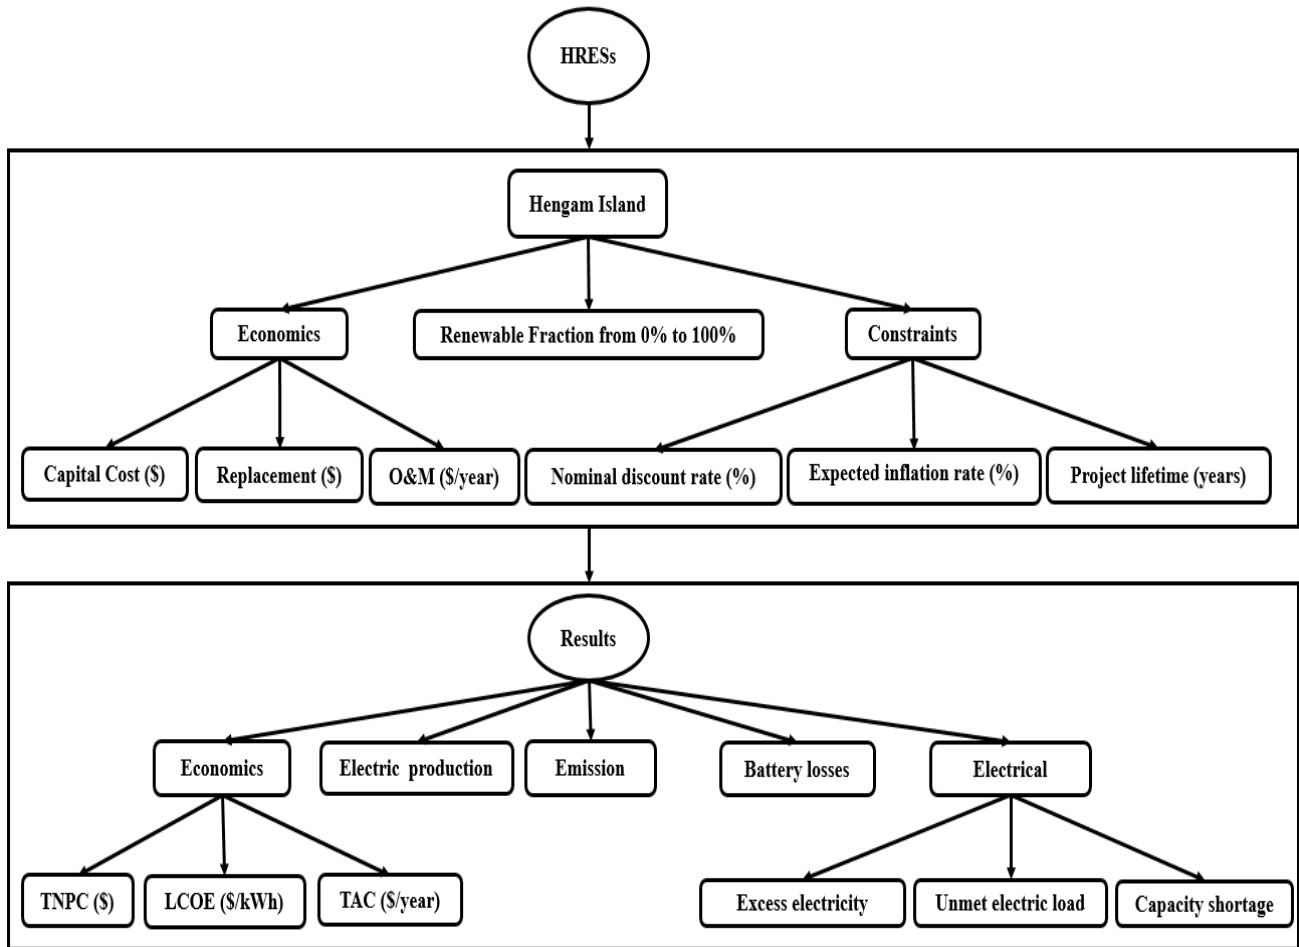 HRESs
Hengam Island
Economics
Renewable Fraction from 0% to 100%
Constraints
Capital Cost ($)
Replacement ($)
O&M ($/year)
Nominal discount rate (%)
Expected inflation rate (%)
Project lifetime (years)
Results
Economics
Electric production
Emission
Battery losses
Electrical
TNPC ($)
LCOE ($/kWh)
TAC ($/year)
Excess electricity
Unmet electric load
Capacity shortage